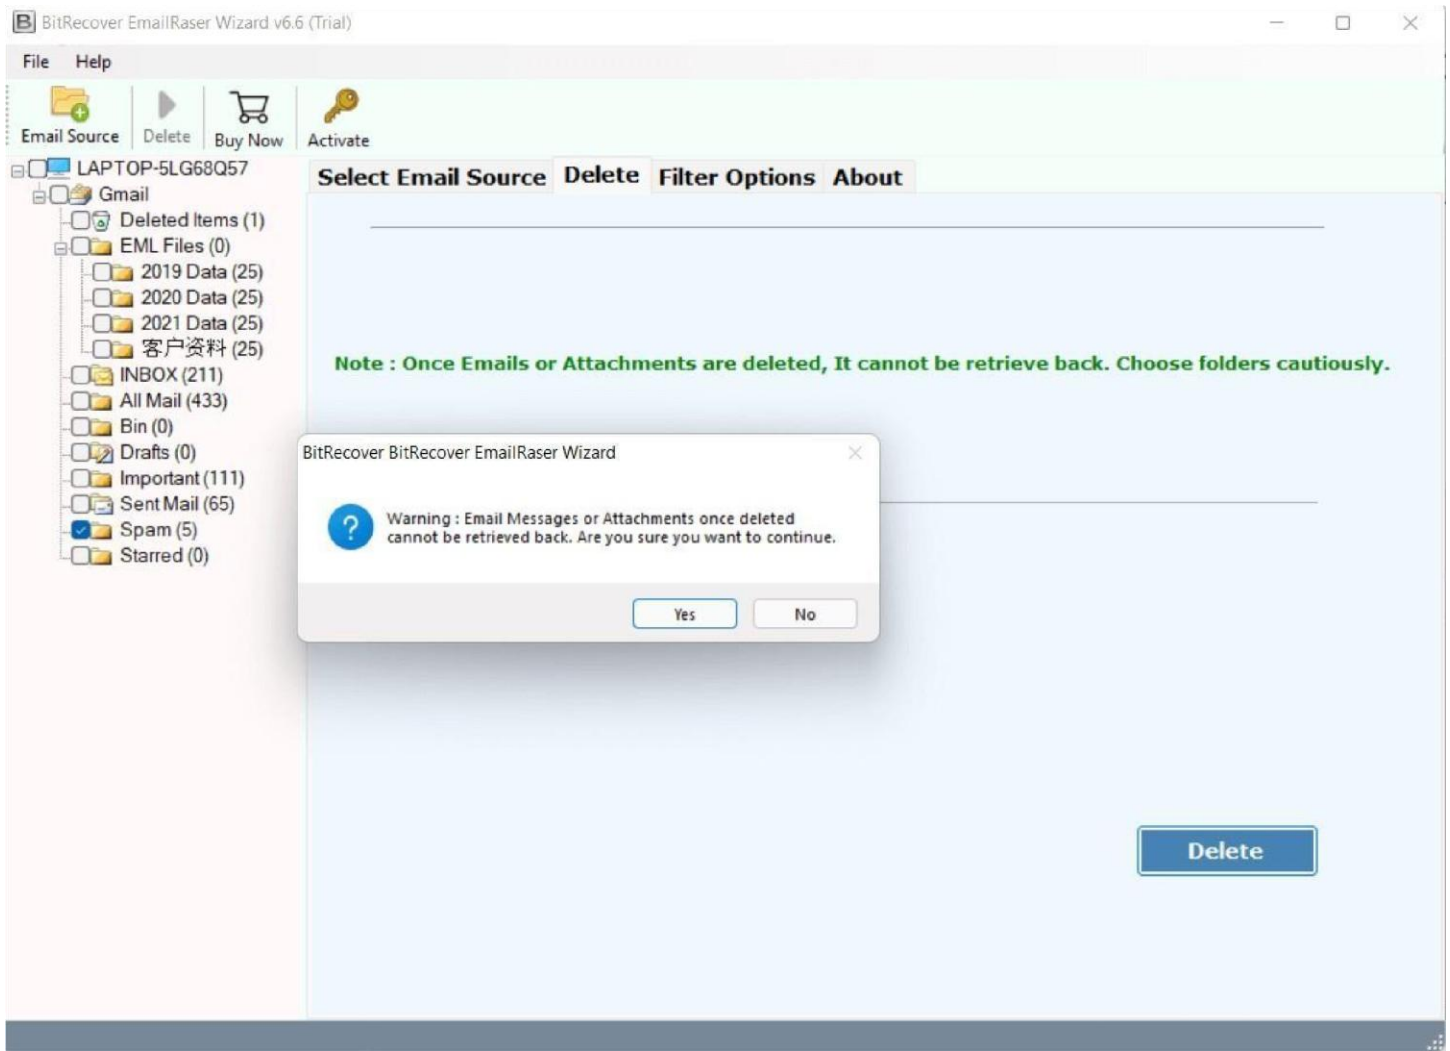 BitRecover EmailRaser Wizard v6.6 (Trial)
File Help
Email Source Delete Buy Now Activate
LAPTOP-5LG68Q57
Gmail
Deleted Items (1)
EML Files (0)
2019 Data (25)
2020 Data (25)
2021 Data (25)
客户资料 (25)
INBOX (211)
All Mail (433)
Bin (0)
Drafts (0)
Important (111)
Sent Mail (65)
Spam (5)
Starred (0)
Select Email Source Delete Filter Options About
Note : Once Emails or Attachments are deleted, It cannot be retrieve back. Choose folders cautiously.
BitRecover BitRecover EmailRaser Wizard
Warning : Email Messages or Attachments once deleted
cannot be retrieved back. Are you sure you want to continue.
Yes No
Delete